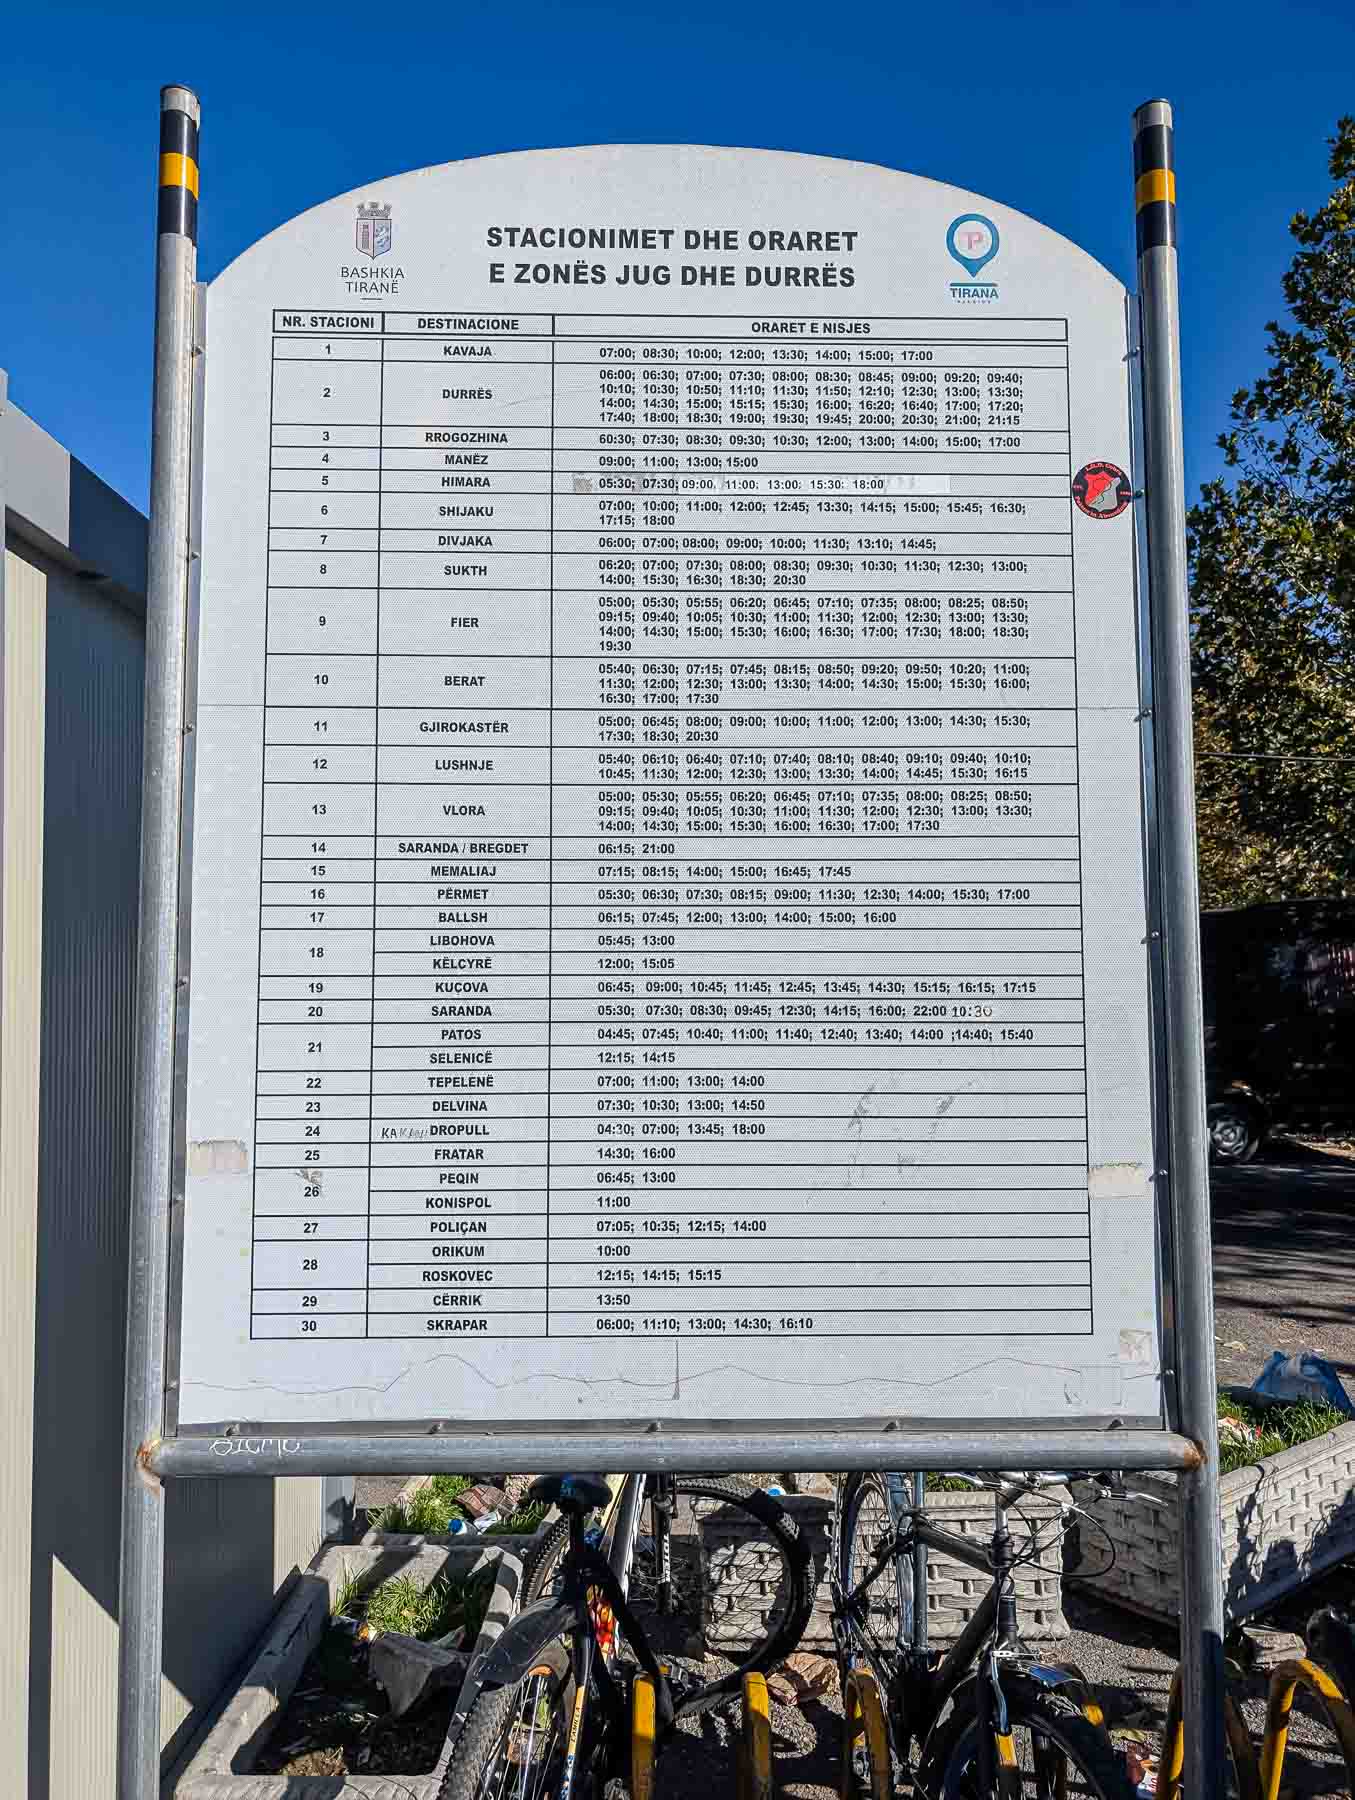 BASHKIA
TIRANË
STACIONIMET DHE ORARET
E ZONËS JUG DHE DURRËS
TIRANA
NR. STACIONI DESTINACIONE ORARET E NISJES
1 KAVAJA 07:00; 08:30; 10:00; 12:00; 13:30; 14:00; 15:00; 17:00
2 DURRËS 06:00; 06:30; 07:00; 07:30; 08:00; 08:30; 08:45; 09:00; 09:20; 09:40;
10:10; 10:30; 10:50; 11:10; 11:30; 11:50; 12:10; 12:30; 13:00; 13:30;
14:00; 14:30; 15:00; 15:15; 15:30; 16:00; 16:20; 16:40; 17:00; 17:20;
17:40; 18:00; 18:30; 19:00; 19:30; 19:45; 20:00; 20:30; 21:00; 21:15
3 RROGOZHINA 60:30; 07:30; 08:30; 09:30; 10:30; 12:00; 13:00; 14:00; 15:00; 17:00
4 MANËZ 09:00; 11:00; 13:00; 15:00
5 HIMARA 05:30; 07:30; 09:00; 11:00; 13:00; 15:30; 18:00
6 SHIJAKU 07:00; 10:00; 11:00; 12:00; 12:45; 13:30; 14:15; 15:00; 15:45; 16:30;
17:15; 18:00
7 DIVJAKA 06:00; 07:00; 08:00; 09:00; 10:00; 11:30; 13:10; 14:45;
8 SUKTH 06:20; 07:00; 07:30; 08:00; 08:30; 09:30; 10:30; 11:30; 12:30; 13:00;
14:00; 15:30; 16:30; 18:30; 20:30
9 FIER 05:00; 05:30; 05:55; 06:20; 06:45; 07:10; 07:35; 08:00; 08:25; 08:50;
09:15; 09:40; 10:05; 10:30; 11:00; 11:30; 12:00; 12:30; 13:00; 13:30;
14:00; 14:30; 15:00; 15:30; 16:00; 16:30; 17:00; 17:30; 18:00; 18:30;
19:30
10 BERAT 05:40; 06:30; 07:15; 07:45; 08:15; 08:50; 09:20; 09:50; 10:20; 11:00;
11:30; 12:00; 12:30; 13:00; 13:30; 14:00; 14:30; 15:00; 15:30; 16:00;
16:30; 17:00; 17:30
11 GJIROKASTËR 05:00; 06:45; 08:00; 09:00; 10:00; 11:00; 12:00; 13:00; 14:30; 15:30;
17:30; 18:30; 20:30
12 LUSHNJE 05:40; 06:10; 06:40; 07:10; 07:40; 08:10; 08:40; 09:10; 09:40; 10:10;
10:45; 11:30; 12:00; 12:30; 13:00; 13:30; 14:00; 14:45; 15:30; 16:15
13 VLORA 05:00; 05:30; 05:55; 06:20; 06:45; 07:10; 07:35; 08:00; 08:25; 08:50;
09:15; 09:40; 10:05; 10:30; 11:00; 11:30; 12:00; 12:30; 13:00; 13:30;
14:00; 14:30; 15:00; 15:30; 16:00; 16:30; 17:00; 17:30
14 SARANDA / BREGDET 06:15; 21:00
15 MEMALIAJ 07:15; 08:15; 14:00; 15:00; 16:45; 17:45
16 PËRMET 05:30; 06:30; 07:30; 08:15; 09:00; 11:30; 12:30; 14:00; 15:30; 17:00
17 BALLSH 06:15; 07:45; 12:00; 13:00; 14:00; 15:00; 16:00
18 LIBOHOVA 05:45; 13:00
KËLCYRË 12:00; 15:05
19 KUÇOVA 06:45; 09:00; 10:45; 11:45; 12:45; 13:45; 14:30; 15:15; 16:15; 17:15
20 SARANDA 05:30; 07:30; 08:30; 09:45; 12:30; 14:15; 16:00; 22:00 10:30
21 PATOS 04:45; 07:45; 10:40; 11:00; 11:40; 12:40; 13:40; 14:00 ;14:40; 15:40
SELENICË 12:15; 14:15
22 TEPELENË 07:00; 11:00; 13:00; 14:00
23 DELVINA 07:30; 10:30; 13:00; 14:50
24 DROPULL 04:30; 07:00; 13:45; 18:00
25 FRATAR 14:30; 16:00
26 PEQIN 06:45; 13:00
KONISPOL 11:00
27 POLIÇAN 07:05; 10:35; 12:15; 14:00
28 ORIKUM 10:00
ROSKOVEC 12:15; 14:15; 15:15
29 CËRRIK 13:50
30 SKRAPAR 06:00; 11:10; 13:00; 14:30; 16:10